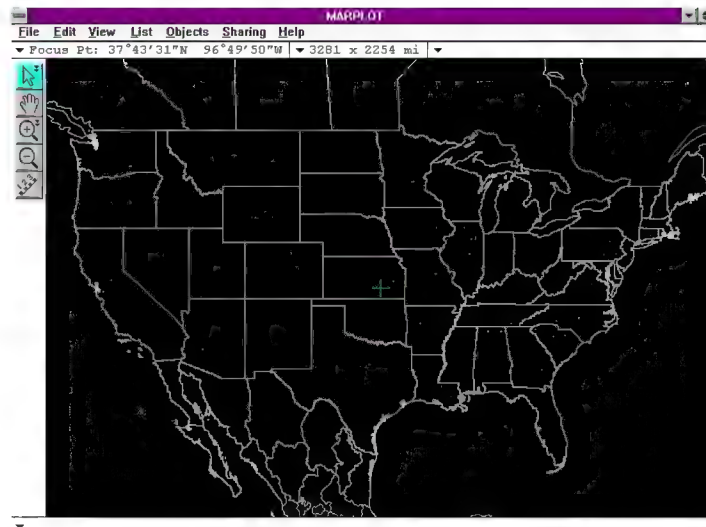 MARPLOT
File Edit View List Objects Sharing Help
Focus Pt: 37°43'31"N 96°49'50"W 3281 x 2254 mi